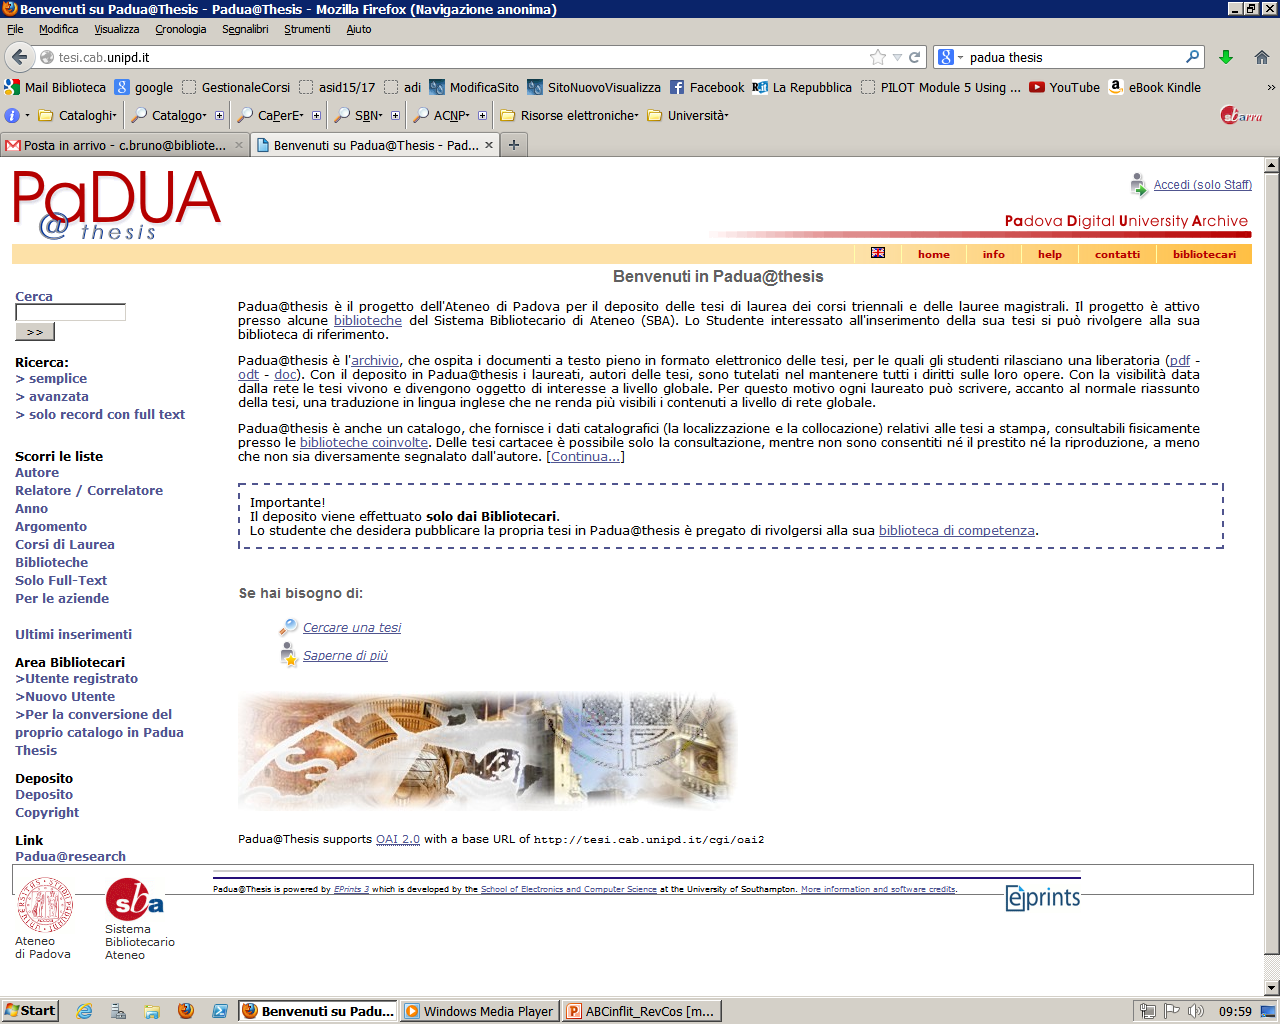 Benvenuti su Padua@Thesis - Padua@Thesis - Mozilla Firefox (Navigazione anonima)
File Modifica Visualizza Cronologia Segnalibri Strumenti Aiuto
tesi.cab.unipd.it
padua thesis
Mail Biblioteca google GestionaleCorsi asid15/17 adi ModificaSito SitoNuovoVisualizza Facebook La Repubblica PILOT Module 5 Using ... YouTube eBook Kindle »
Cataloghi Catalogo CaPerE SBN ACNP Risorse elettroniche Università sbarra
Posta in arrivo - c.bruno@bibliote... Benvenuti su Padua@Thesis - Pad...
PaDUA
@ thesis
Accedi (solo Staff)
Padova Digital University Archive
home info help contatti bibliotecari
Benvenuti in Padua@thesis
Cerca
>>
Ricerca:
> semplice
> avanzata
> solo record con full text
Scorri le liste
Autore
Relatore / Correlatore
Anno
Argomento
Corsi di Laurea
Biblioteche
Solo Full-Text
Per le aziende
Ultimi inserimenti
Area Bibliotecari
>Utente registrato
>Nuovo Utente
>Per la conversione del
proprio catalogo in Padua
Thesis
Deposito
Deposito
Copyright
Link
Padua@research
Padua@thesis è il progetto dell'Ateneo di Padova per il deposito delle tesi di laurea dei corsi triennali e delle lauree magistrali. Il progetto è attivo
presso alcune biblioteche del Sistema Bibliotecario di Ateneo (SBA). Lo Studente interessato all'inserimento della sua tesi si può rivolgere alla sua
biblioteca di riferimento.
Padua@thesis è l'archivio, che ospita i documenti a testo pieno in formato elettronico delle tesi, per le quali gli studenti rilasciano una liberatoria (pdf -
odt - doc). Con il deposito in Padua@thesis i laureati, autori delle tesi, sono tutelati nel mantenere tutti i diritti sulle loro opere. Con la visibilità data
dalla rete le tesi vivono e divengono oggetto di interesse a livello globale. Per questo motivo ogni laureato può scrivere, accanto al normale riassunto
della tesi, una traduzione in lingua inglese che ne renda più visibili i contenuti a livello di rete globale.
Padua@thesis è anche un catalogo, che fornisce i dati catalografici (la localizzazione e la collocazione) relativi alle tesi a stampa, consultabili fisicamente
presso le biblioteche coinvolte. Delle tesi cartacee è possibile solo la consultazione, mentre non sono consentiti né il prestito né la riproduzione, a meno
che non sia diversamente segnalato dall'autore. [Continua...]
Importante!
Il deposito viene effettuato solo dai Bibliotecari.
Lo studente che desidera pubblicare la propria tesi in Padua@thesis è pregato di rivolgersi alla sua biblioteca di competenza.
Se hai bisogno di:
Cercare una tesi
Saperne di più
Padua@Thesis supports OAI 2.0 with a base URL of http://tesi.cab.unipd.it/cgi/oai2
Padua@Thesis is powered by EPrints 3 which is developed by the School of Electronics and Computer Science at the University of Southampton. More information and software credits.
eprints
Ateneo
di Padova
sba
Sistema
Bibliotecario
Ateneo
Start Benvenuti su Padu... Windows Media Player ABCinflit_RevCos [m... 09:59